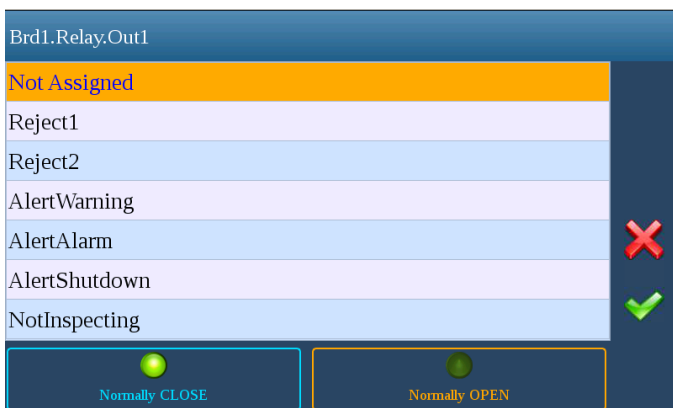 Brd1.Relay.Out1
Not Assigned
Reject1
Reject2
AlertWarning
AlertAlarm
AlertShutdown
NotInspecting
Normally CLOSE
Normally OPEN